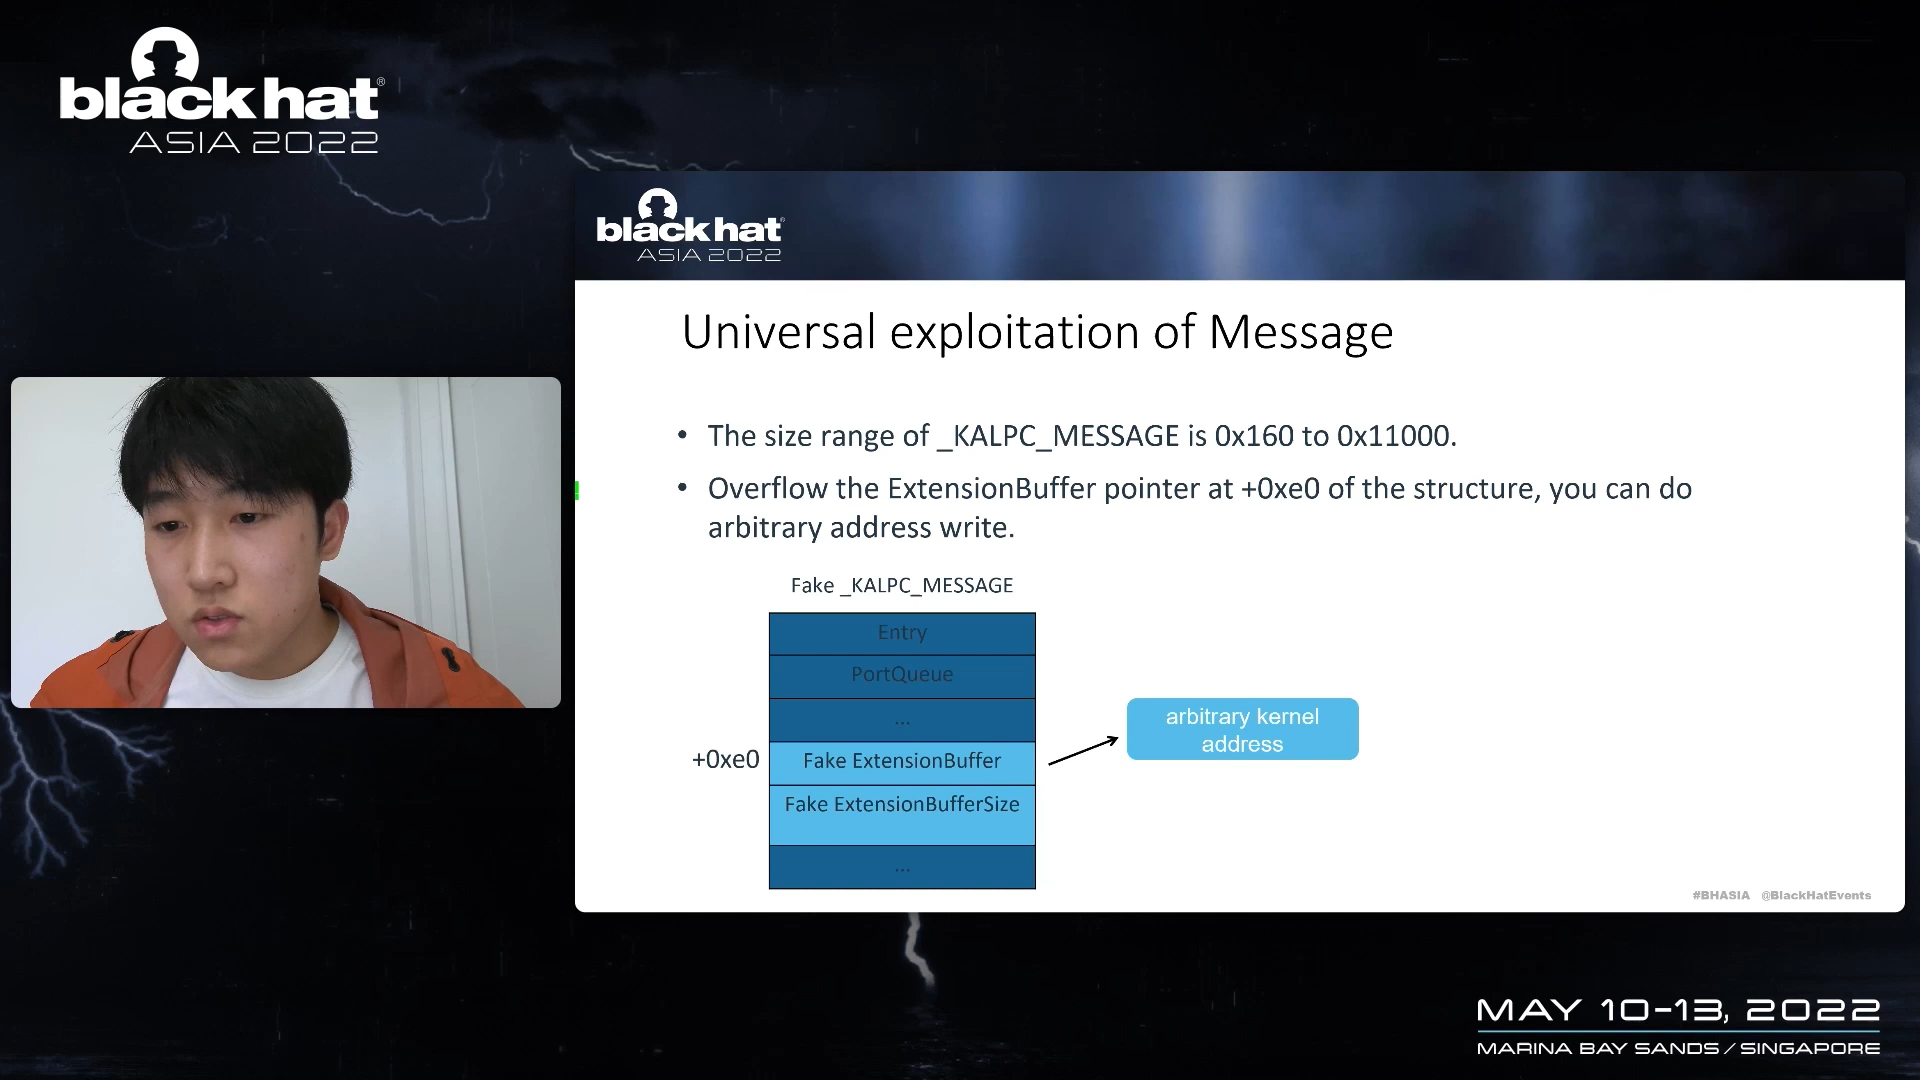 black hat®
ASIA 2022
black hat®
ASIA 2022
Universal exploitation of Message
• The size range of _KALPC_MESSAGE is 0x160 to 0x11000.
• Overflow the ExtensionBuffer pointer at +0xe0 of the structure, you can do
arbitrary address write.
Fake _KALPC_MESSAGE
Entry
PortQueue
...
+0xe0
Fake ExtensionBuffer
arbitrary kernel
address
Fake ExtensionBufferSize
...
#BHASIA @BlackHatEvents
MAY 10-13, 2022
MARINA BAY SANDS / SINGAPORE